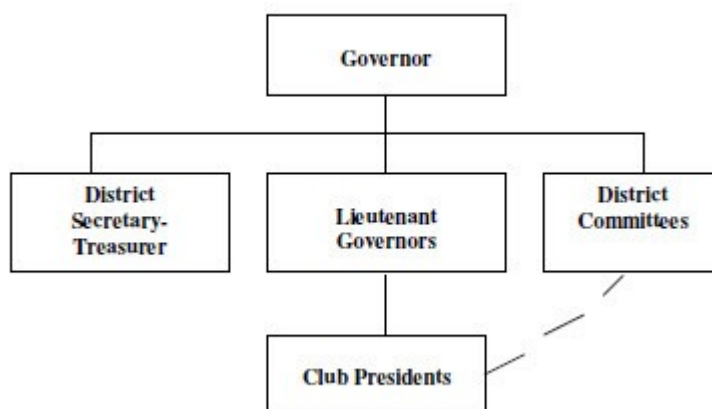 Governor
District
Secretary-
Treasurer
Lieutenant
Governors
District
Committees
Club Presidents